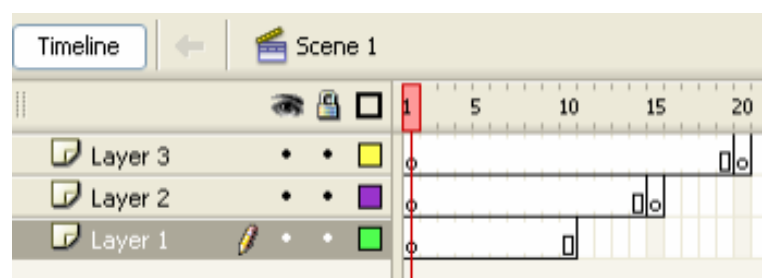 Timeline Scene 1
1 5 10 15 20
Layer 3
Layer 2
Layer 1